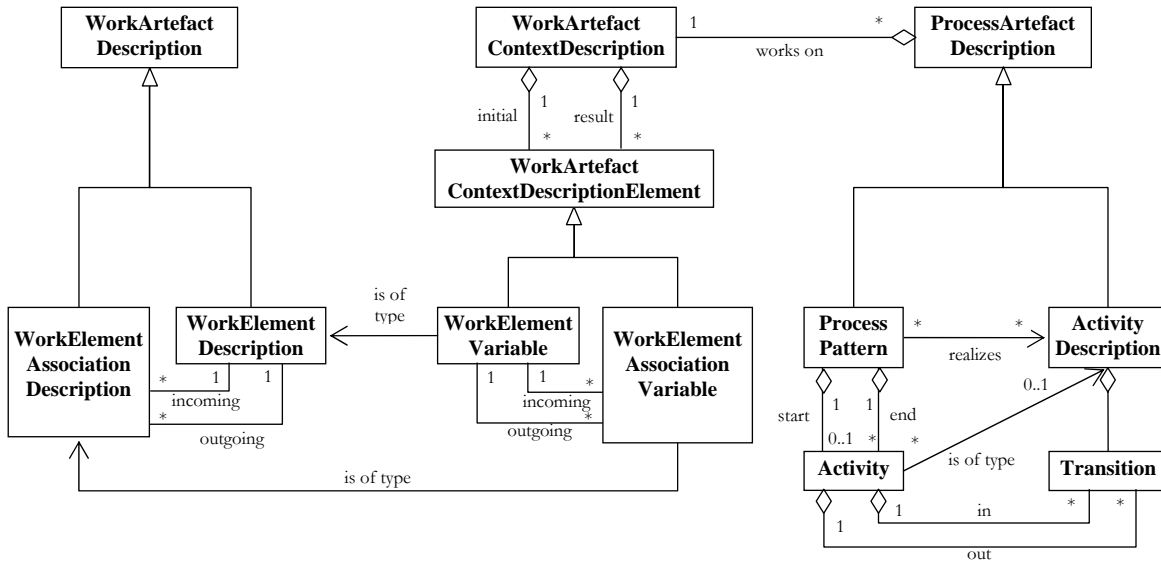 WorkArtefact
Description
WorkArtefact
ContextDescription
1
*
works on
ProcessArtefact
Description
initial
1
*
result
1
*
WorkArtefact
ContextDescriptionElement
WorkElement
Association
Description
WorkElement
Description
is of
type
WorkElement
Variable
WorkElement
Association
Variable
*
1
1
incoming
*
outgoing
1
1
*
incoming
*
outgoing
is of type
Process
Pattern
*
*
realizes
Activity
Description
1
1
start
end
0..1
*
*
0..1
is of type
Activity
Transition
1
1
in
*
*
out